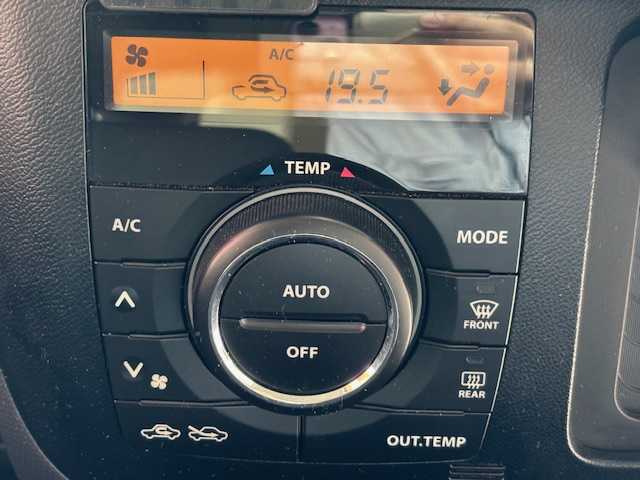 A/C
19.5
TEMP
A/C
MODE
AUTO
FRONT
OFF
REAR
OUT.TEMP